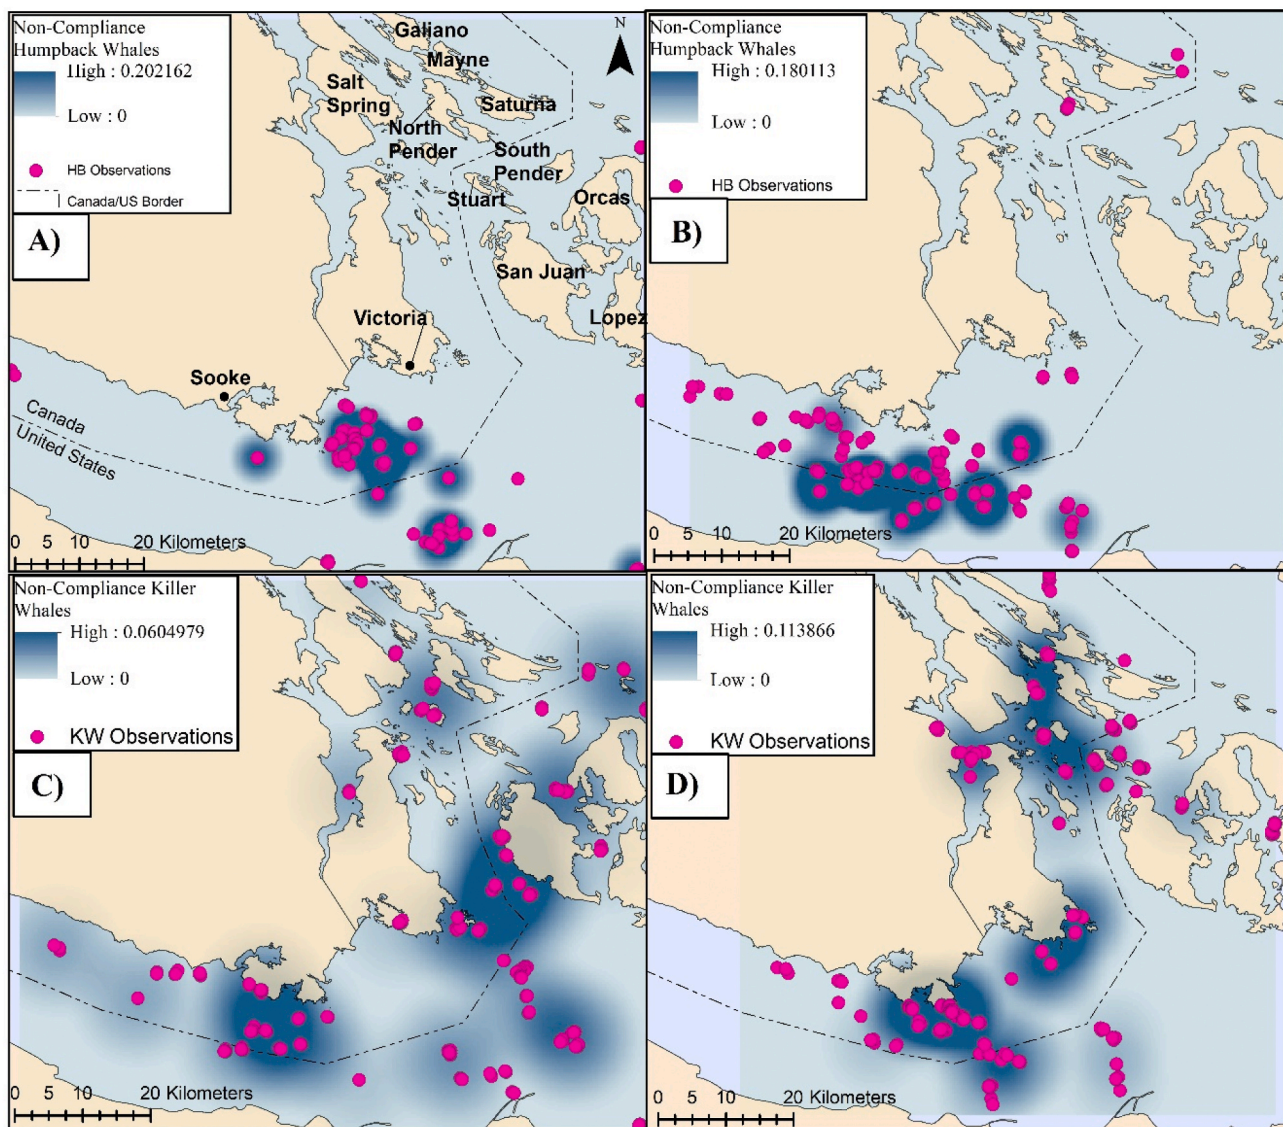 Non-Compliance
Humpback Whales
High : 0.202162
Low : 0
HB Observations
Canada/US Border
A)
N
Galiano
Mayne
Salt
Spring
Saturna
North
Pender
South
Pender
Stuart
Orcas
San Juan
Victoria
Lopez
Sooke
Canada
United States
0 5 10 20 Kilometers
Non-Compliance
Humpback Whales
High : 0.180113
Low : 0
HB Observations
B)
0 5 10 20 Kilometers
Non-Compliance Killer
Whales
High : 0.0604979
Low : 0
KW Observations
C)
0 5 10 20 Kilometers
Non-Compliance Killer
Whales
High : 0.113866
Low : 0
KW Observations
D)
0 5 10 20 Kilometers